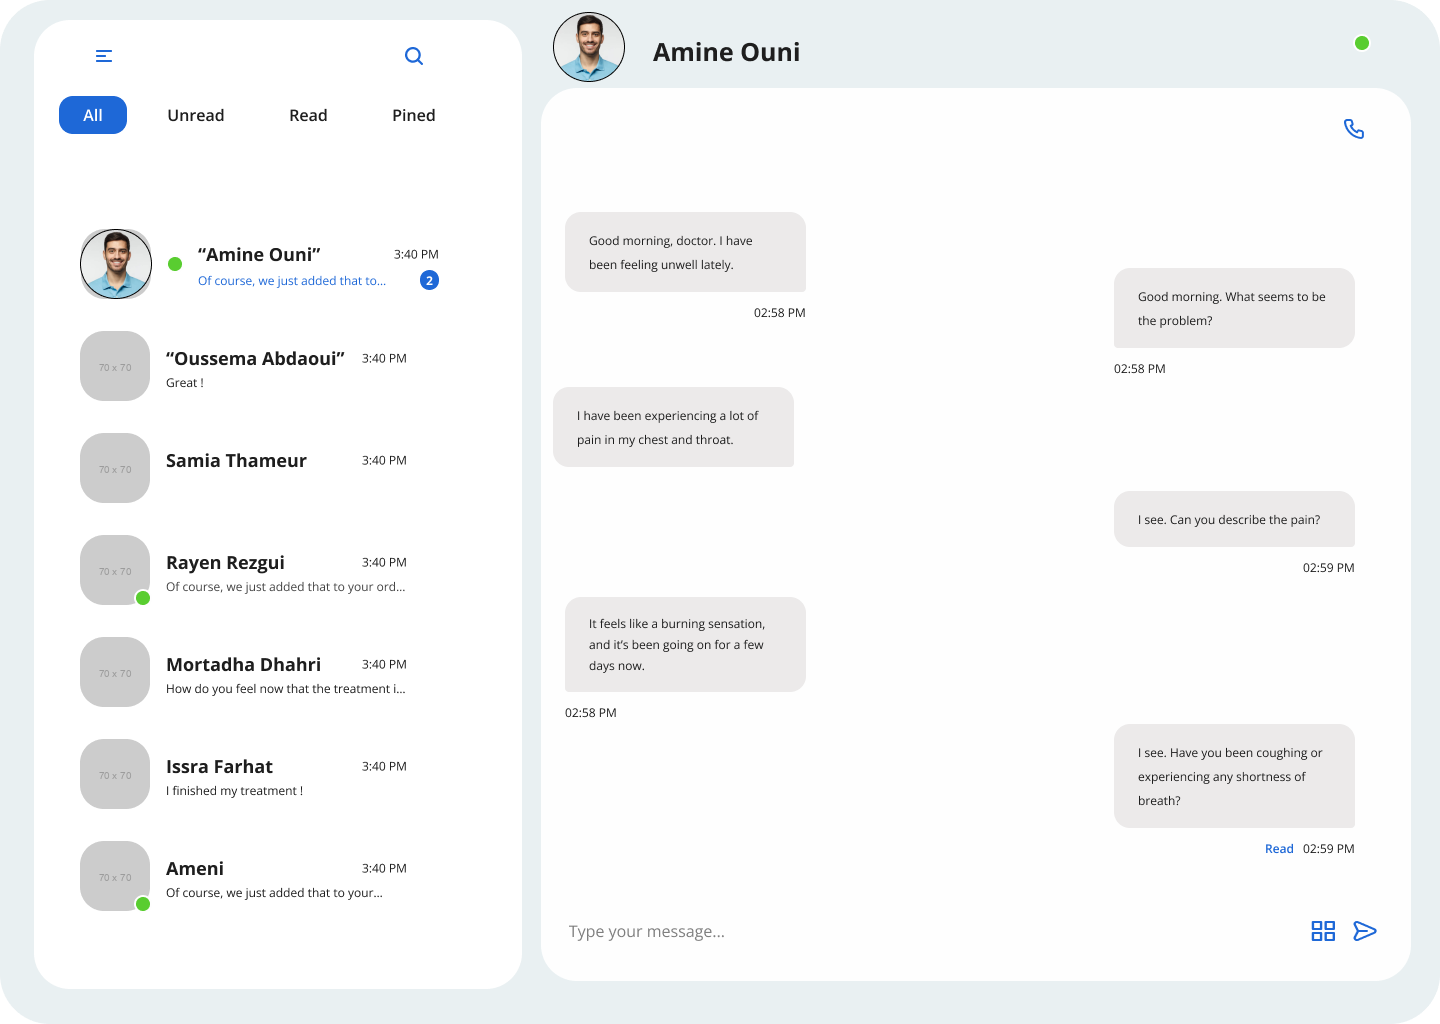 All
Unread
Read
Pined
“Amine Ouni”
3:40 PM
Of course, we just added that to...
2
70 x 70
“Oussema Abdaoui”
3:40 PM
Great !
70 x 70
Samia Thameur
3:40 PM
70 x 70
Rayen Rezgui
3:40 PM
Of course, we just added that to your ord...
70 x 70
Mortadha Dhahri
3:40 PM
How do you feel now that the treatment i...
70 x 70
Issra Farhat
3:40 PM
I finished my treatment !
70 x 70
Ameni
3:40 PM
Of course, we just added that to your...
Amine Ouni
Good morning, doctor. I have
been feeling unwell lately.
02:58 PM
Good morning. What seems to be
the problem?
02:58 PM
I have been experiencing a lot of
pain in my chest and throat.
I see. Can you describe the pain?
02:59 PM
It feels like a burning sensation,
and it's been going on for a few
days now.
02:58 PM
I see. Have you been coughing or
experiencing any shortness of
breath?
Read 02:59 PM
Type your message...